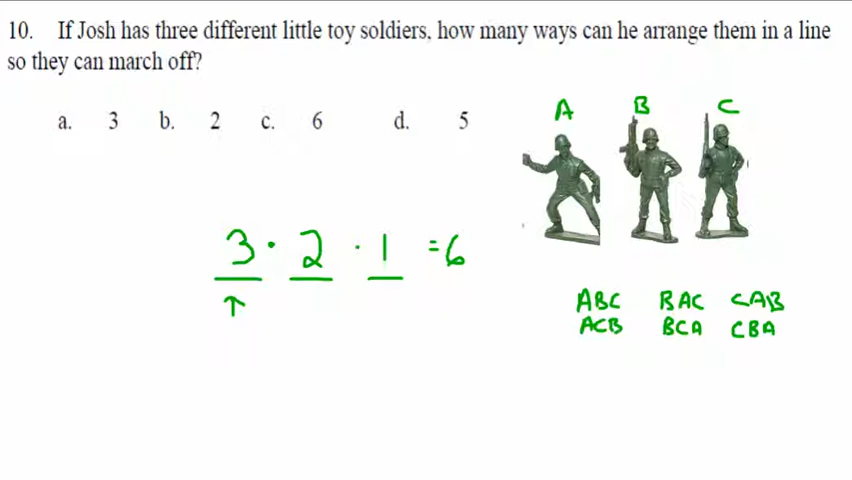 10. If Josh has three different little toy soldiers, how many ways can he arrange them in a line
so they can march off?
a. 3 b. 2 c. 6 d. 5
A B C
3 · 2 · 1 = 6
ABC BAC CAB
ACB BCA CBA